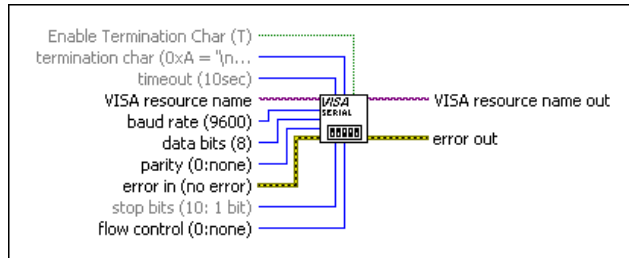 Enable Termination Char (T)
termination char (0xA = "\n...
timeout (10sec)
VISA resource name
baud rate (9600)
data bits (8)
parity (0:none)
error in (no error)
stop bits (10: 1 bit)
flow control (0:none)
VISA
SERIAL
VISA resource name out
error out